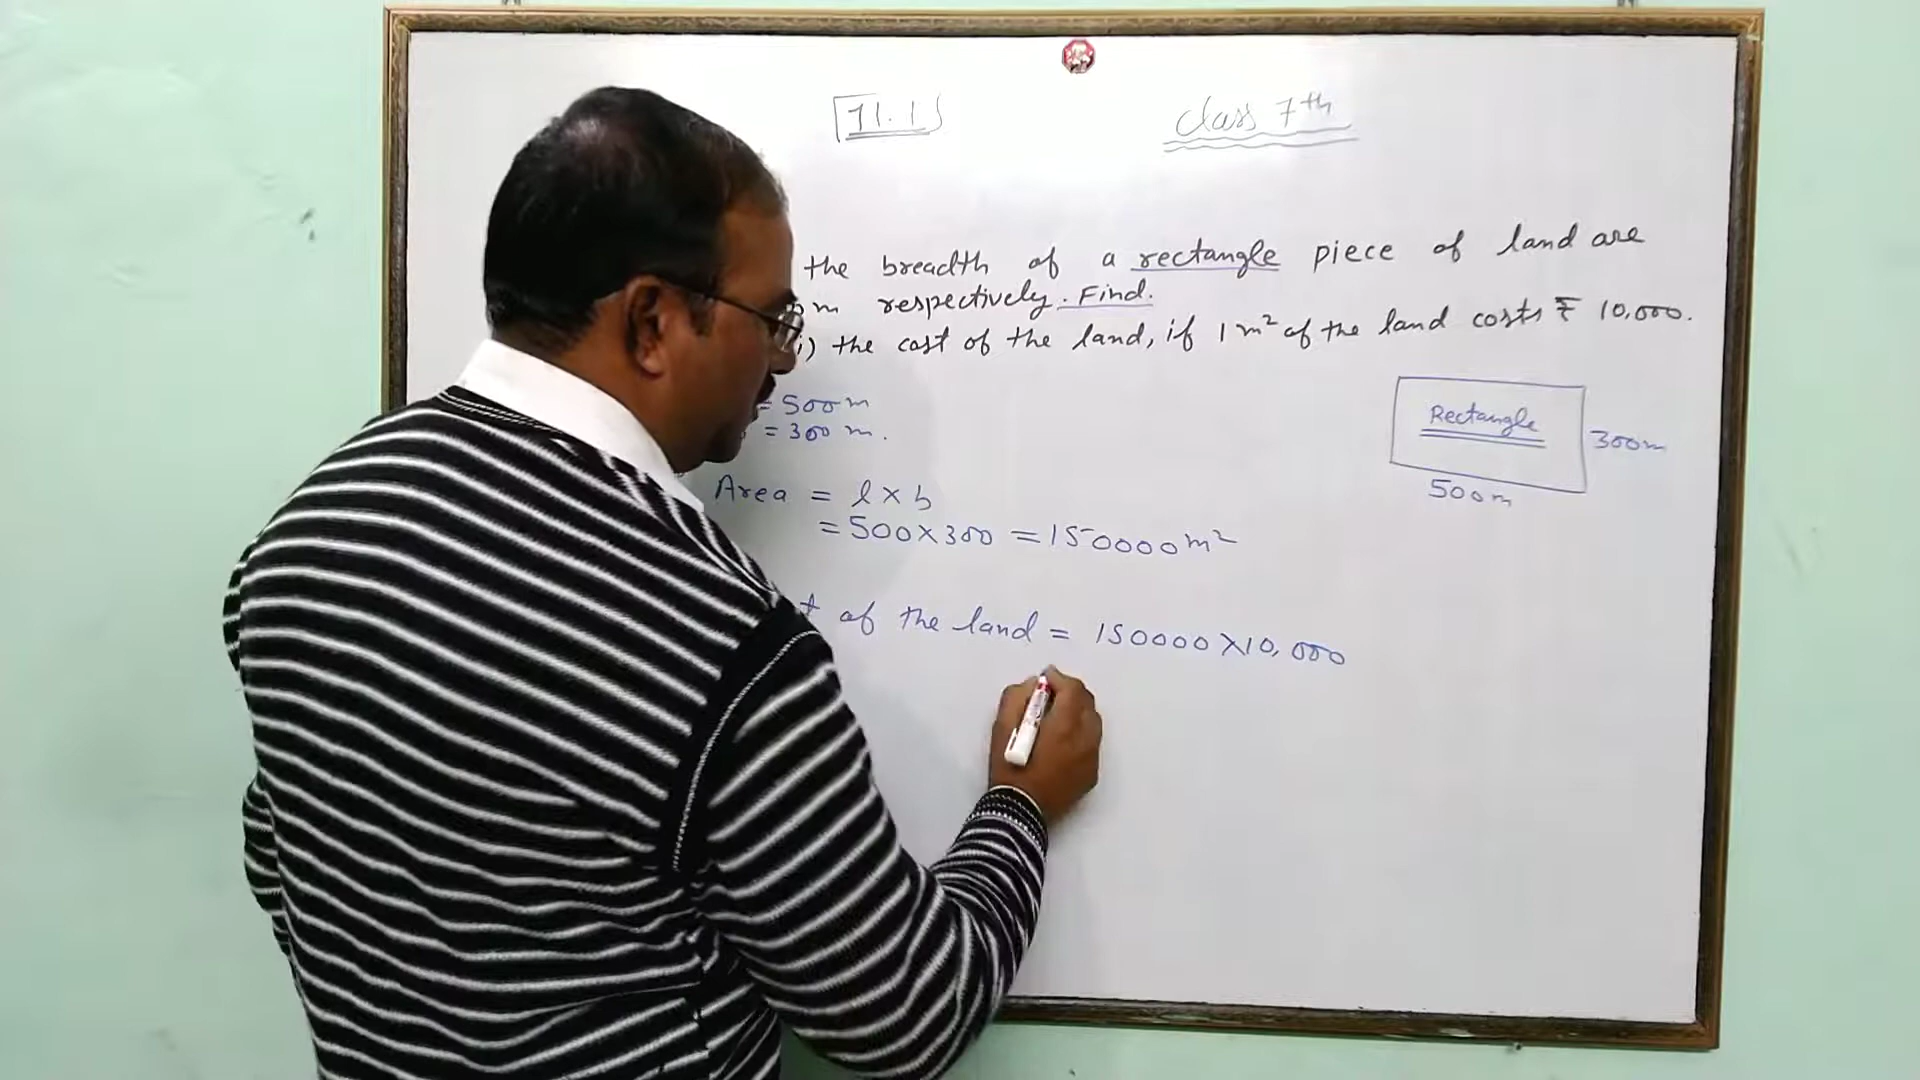 11.1
Class 7th
the breadth of a rectangle piece of land are
m respectively. Find.
i) the cost of the land, if 1 m² of the land costs ₹ 10,000.
= 500m
= 300 m.
Rectangle
300m
500m
Area = l × b
= 500×300 = 150000m²
of the land = 150000×10,000